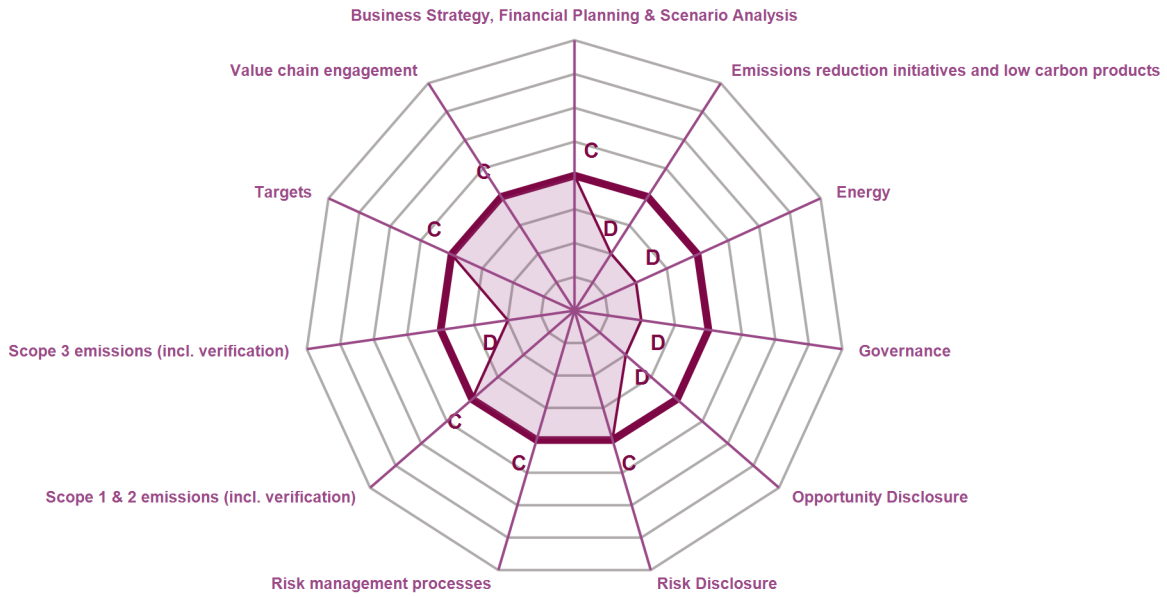 Business Strategy, Financial Planning & Scenario Analysis
Value chain engagement
Emissions reduction initiatives and low carbon products
C
C
Targets
Energy
C
D
D
Scope 3 emissions (incl. verification)
D
D
Governance
D
C
Scope 1 & 2 emissions (incl. verification)
C
C
Opportunity Disclosure
Risk management processes
Risk Disclosure